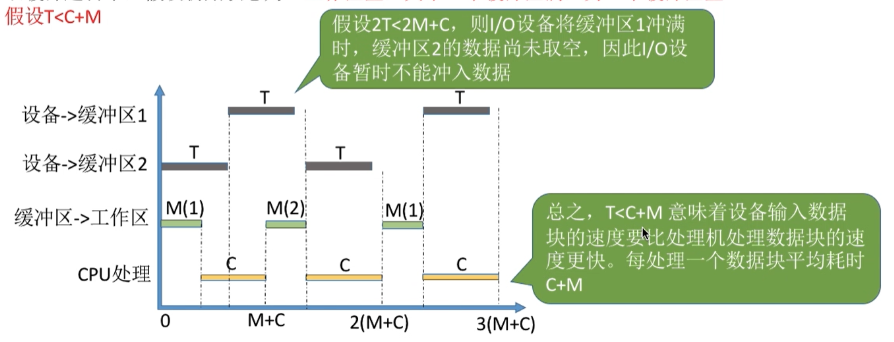 假设T<C+M
假设2T<2M+C，则I/O设备将缓冲区1冲满
时，缓冲区2的数据尚未取空，因此I/O设
备暂时不能冲入数据
设备->缓冲区1
T
T
设备->缓冲区2
T
T
缓冲区->工作区
M(1)
M(2)
M(1)
CPU处理
C
C
C
0
M+C
2(M+C)
3(M+C)
总之，T<C+M 意味着设备输入数据
块的速度要比处理机处理数据块的速
度更快。每处理一个数据块平均耗时
C+M